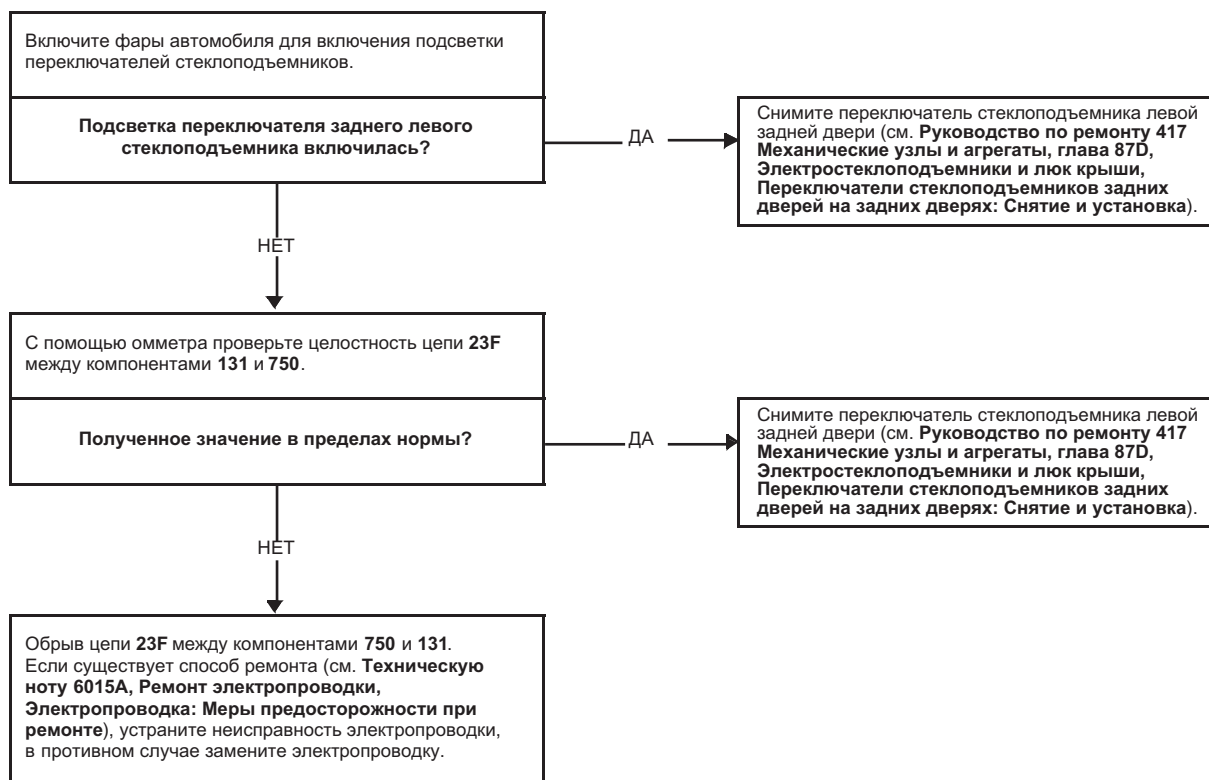 Включите фары автомобиля для включения подсветки
переключателей стеклоподъемников.
Подсветка переключателя заднего левого
стеклоподъемника включилась?
ДА
Снимите переключатель стеклоподъемника левой
задней двери (см. Руководство по ремонту 417
Механические узлы и агрегаты, глава 87D,
Электростеклоподъемники и люк крыши,
Переключатели стеклоподъемников задних
дверей на задних дверях: Снятие и установка).
НЕТ
С помощью омметра проверьте целостность цепи 23F
между компонентами 131 и 750.
Полученное значение в пределах нормы?
ДА
Снимите переключатель стеклоподъемника левой
задней двери (см. Руководство по ремонту 417
Механические узлы и агрегаты, глава 87D,
Электростеклоподъемники и люк крыши,
Переключатели стеклоподъемников задних
дверей на задних дверях: Снятие и установка).
НЕТ
Обрыв цепи 23F между компонентами 750 и 131.
Если существует способ ремонта (см. Техническую
ноту 6015A, Ремонт электропроводки,
Электропроводка: Меры предосторожности при
ремонте), устраните неисправность электропроводки,
в противном случае замените электропроводку.